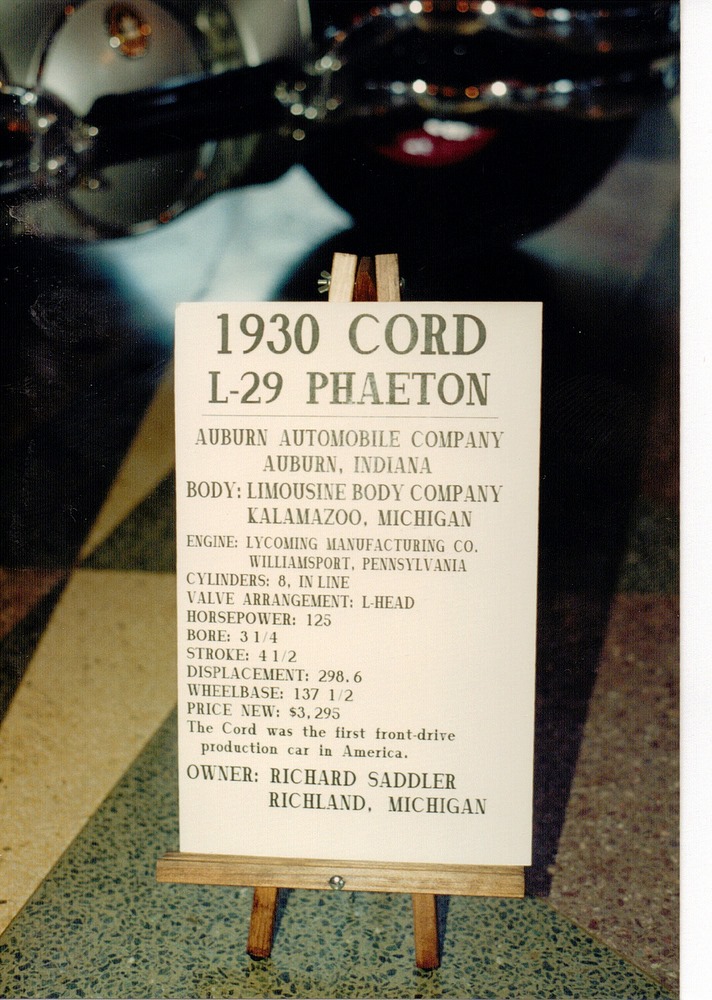 1930 CORD
L-29 PHAETON
AUBURN AUTOMOBILE COMPANY
AUBURN, INDIANA
BODY: LIMOUSINE BODY COMPANY
KALAMAZOO, MICHIGAN
ENGINE: LYCOMING MANUFACTURING CO.
WILLIAMSPORT, PENNSYLVANIA
CYLINDERS: 8, IN LINE
VALVE ARRANGEMENT: L-HEAD
HORSEPOWER: 125
BORE: 3 1/4
STROKE: 4 1/2
DISPLACEMENT: 298.6
WHEELBASE: 137 1/2
PRICE NEW: $3,295
The Cord was the first front-drive
production car in America.
OWNER: RICHARD SADDLER
RICHLAND, MICHIGAN